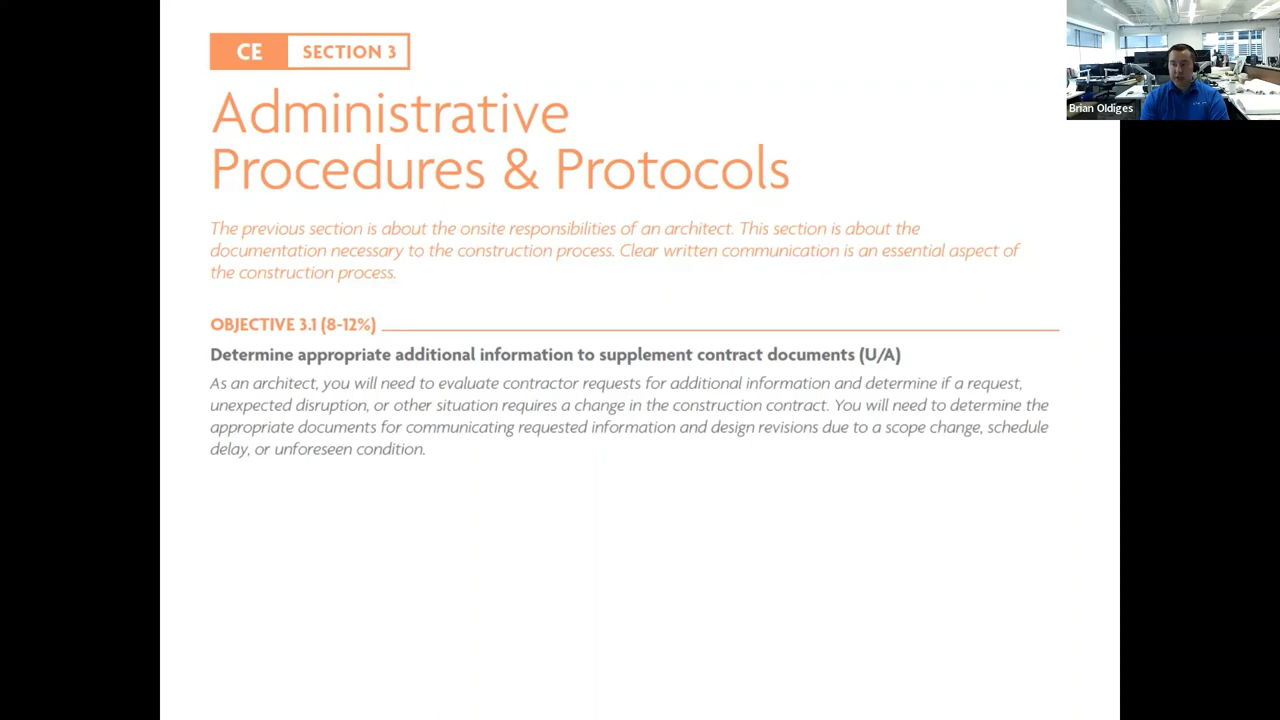 CE SECTION 3
Brian Oldiges
Administrative
Procedures & Protocols
The previous section is about the onsite responsibilities of an architect. This section is about the
documentation necessary to the construction process. Clear written communication is an essential aspect of
the construction process.
OBJECTIVE 3.1 (8-12%)
Determine appropriate additional information to supplement contract documents (U/A)
As an architect, you will need to evaluate contractor requests for additional information and determine if a request,
unexpected disruption, or other situation requires a change in the construction contract. You will need to determine the
appropriate documents for communicating requested information and design revisions due to a scope change, schedule
delay, or unforeseen condition.